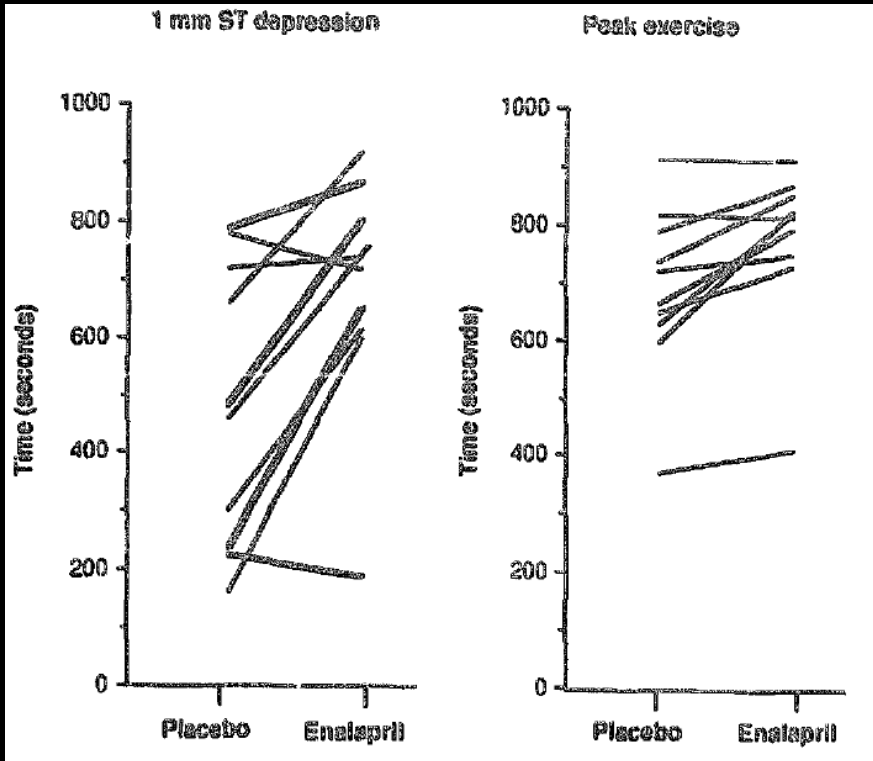 1 mm ST depression
1000
800
600
400
200
0
Time (seconds)
Placebo
Enalapril
Peak exercise
1000
800
600
400
200
0
Time (seconds)
Placebo
Enalapril